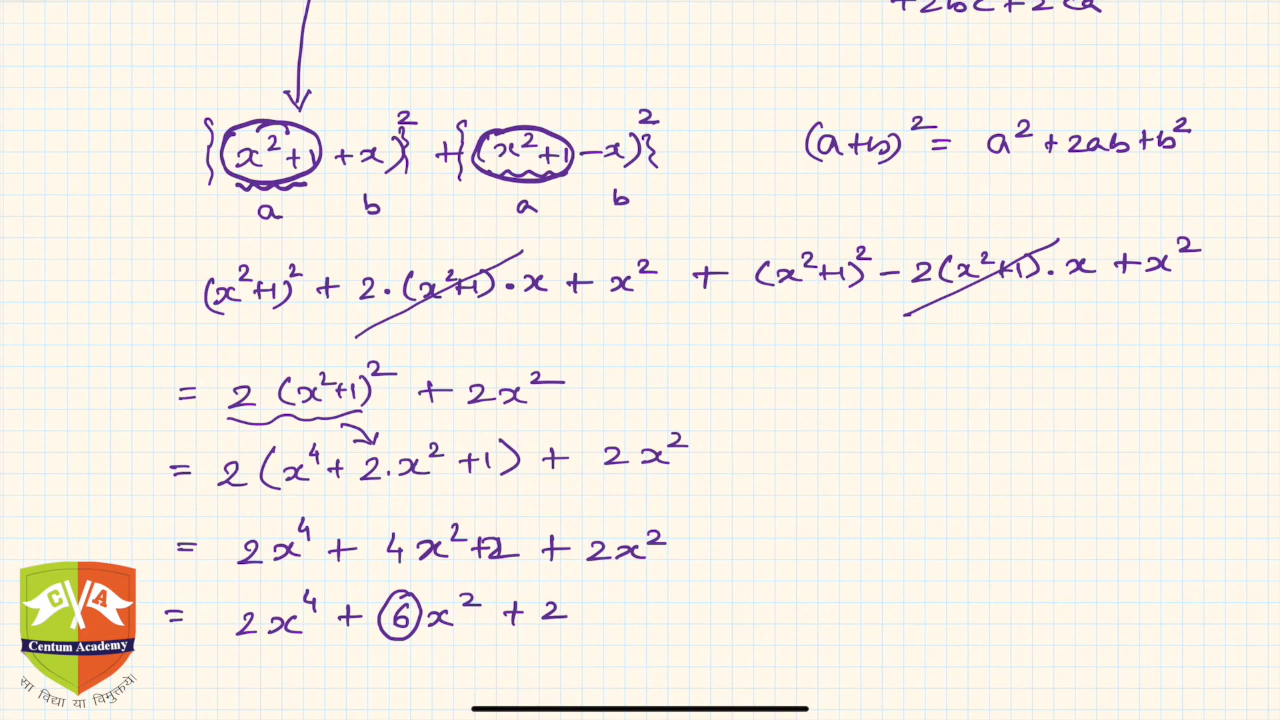 +2bc+2ca
{(x²+1+x)}² + {(x²+1-x)}²
a b a b
(a+b)² = a²+2ab+b²
(x²+1)² + 2·(x²+1)·x + x² + (x²+1)² - 2(x²+1)·x + x²
= 2 (x²+1)² + 2x²
= 2 (x⁴+2.x²+1) + 2x²
= 2x⁴ + 4x²+2 + 2x²
= 2x⁴ + 6x² + 2
C A
Centum Academy
सा विद्या या विमुक्तये।